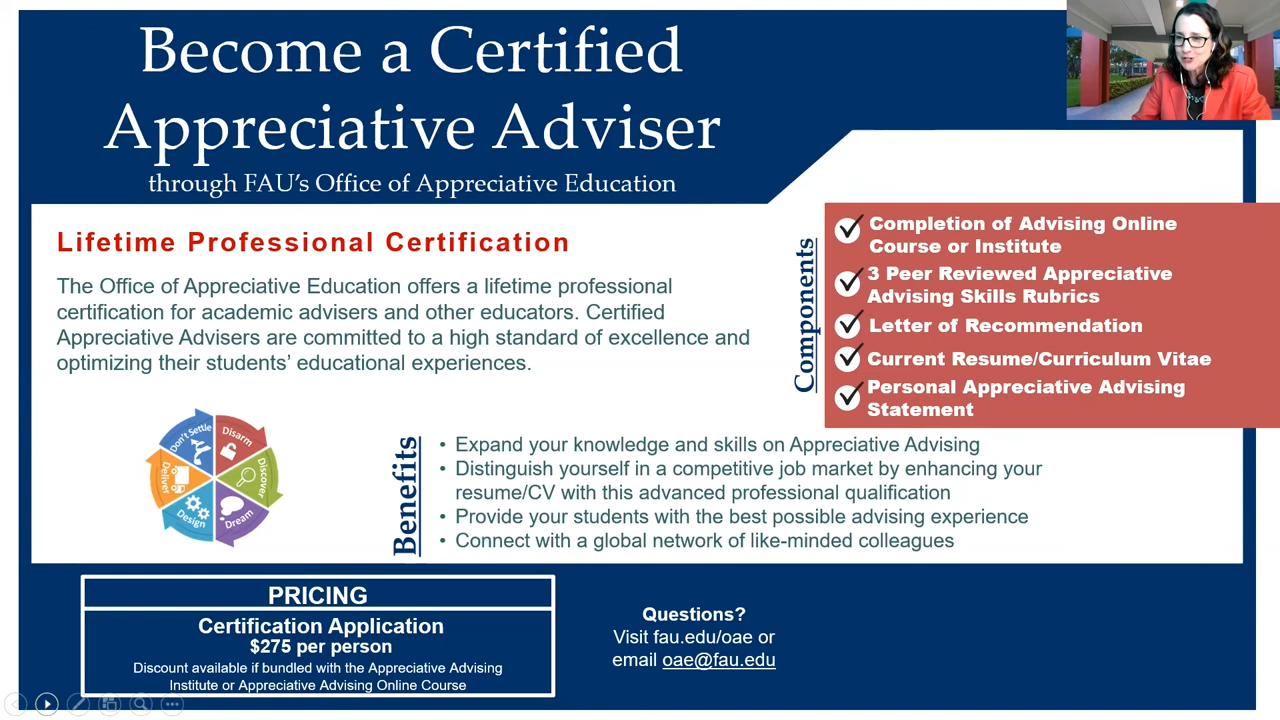 Become a Certified
Appreciative Adviser
through FAU's Office of Appreciative Education
Lifetime Professional Certification
The Office of Appreciative Education offers a lifetime professional
certification for academic advisers and other educators. Certified
Appreciative Advisers are committed to a high standard of excellence and
optimizing their students' educational experiences.
Components
Completion of Advising Online
Course or Institute
3 Peer Reviewed Appreciative
Advising Skills Rubrics
Letter of Recommendation
Current Resume/Curriculum Vitae
Personal Appreciative Advising
Statement
Disarm
Discover
Dream
Design
Deliver
Don't Settle
Benefits
• Expand your knowledge and skills on Appreciative Advising
• Distinguish yourself in a competitive job market by enhancing your
resume/CV with this advanced professional qualification
• Provide your students with the best possible advising experience
• Connect with a global network of like-minded colleagues
PRICING
Certification Application
$275 per person
Discount available if bundled with the Appreciative Advising
Institute or Appreciative Advising Online Course
Questions?
Visit fau.edu/oae or
email oae@fau.edu